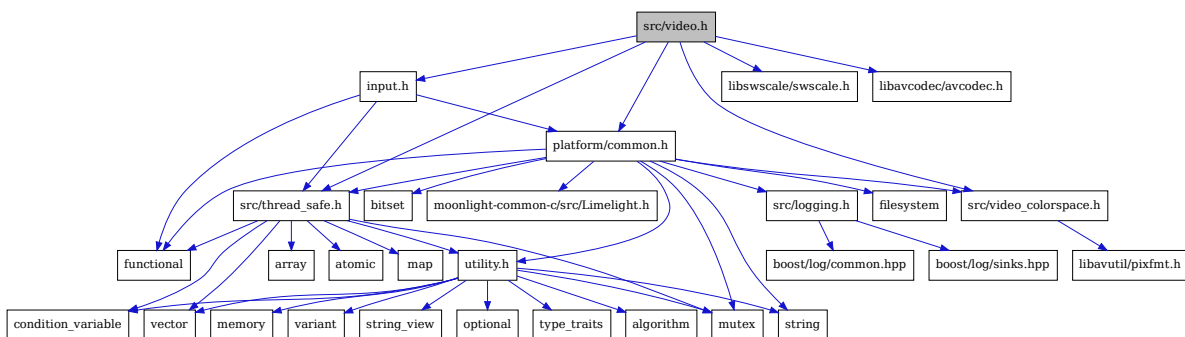 src/video.h
input.h
libswscale/swscale.h
libavcodec/avcodec.h
platform/common.h
src/thread_safe.h
bitset
moonlight-common-c/src/Limelight.h
src/logging.h
filesystem
src/video_colorspace.h
functional
array
atomic
map
utility.h
boost/log/common.hpp
boost/log/sinks.hpp
libavutil/pixfmt.h
condition_variable
vector
memory
variant
string_view
optional
type_traits
algorithm
mutex
string